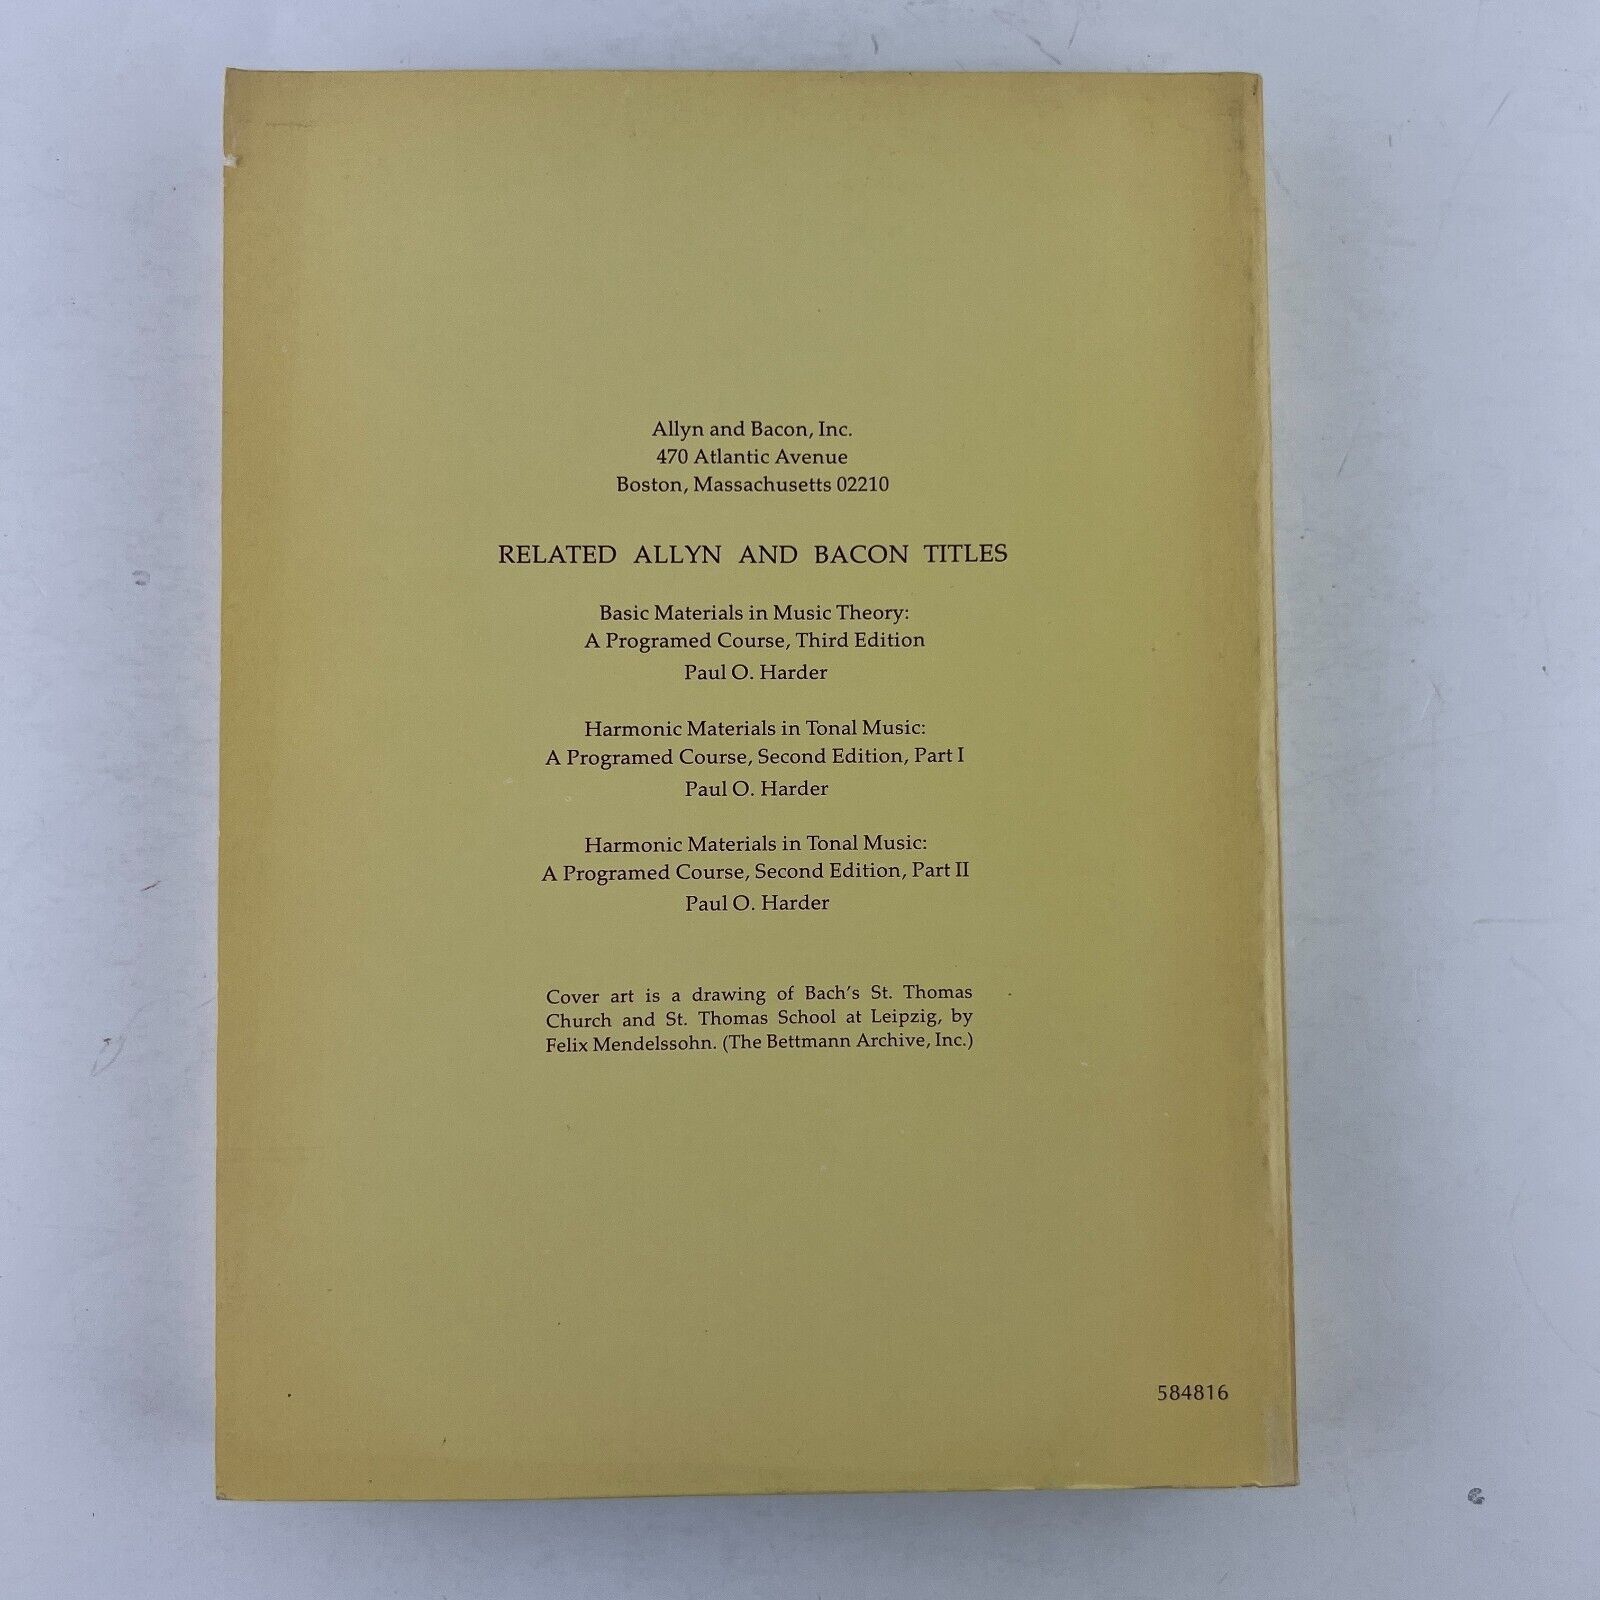 Allyn and Bacon, Inc.
470 Atlantic Avenue
Boston, Massachusetts 02210
RELATED ALLYN AND BACON TITLES
Basic Materials in Music Theory:
A Programed Course, Third Edition
Paul O. Harder
Harmonic Materials in Tonal Music:
A Programed Course, Second Edition, Part I
Paul O. Harder
Harmonic Materials in Tonal Music:
A Programed Course, Second Edition, Part II
Paul O. Harder
Cover art is a drawing of Bach's St. Thomas
Church and St. Thomas School at Leipzig, by
Felix Mendelssohn. (The Bettmann Archive, Inc.)
584816